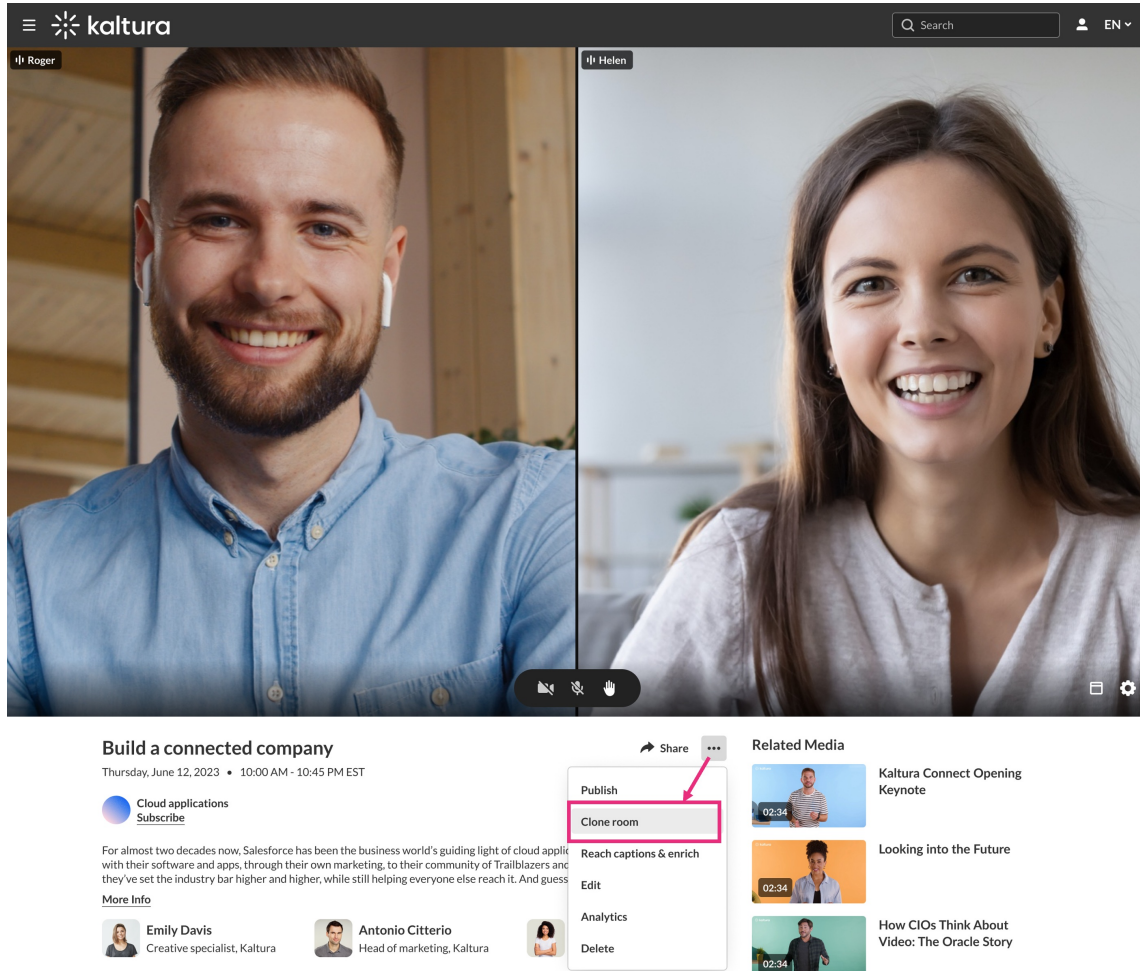 kaltura
Search
EN
Roger
Helen
Build a connected company
Thursday, June 12, 2023 • 10:00 AM - 10:45 PM EST
Cloud applications
Subscribe
For almost two decades now, Salesforce has been the business world's guiding light of cloud
with their software and apps, through their own marketing, to their community of Trailblazers
they've set the industry bar higher and higher, while still helping everyone else reach it. And
More Info
Emily Davis
Creative specialist, Kaltura
Antonio Citterio
Head of marketing, Kaltura
Share
Publish
Clone room
Reach captions & enrich
Edit
Analytics
Delete
Related Media
02:34
Kaltura Connect Opening
Keynote
02:34
Looking into the Future
02:34
How CIOs Think About
Video: The Oracle Story